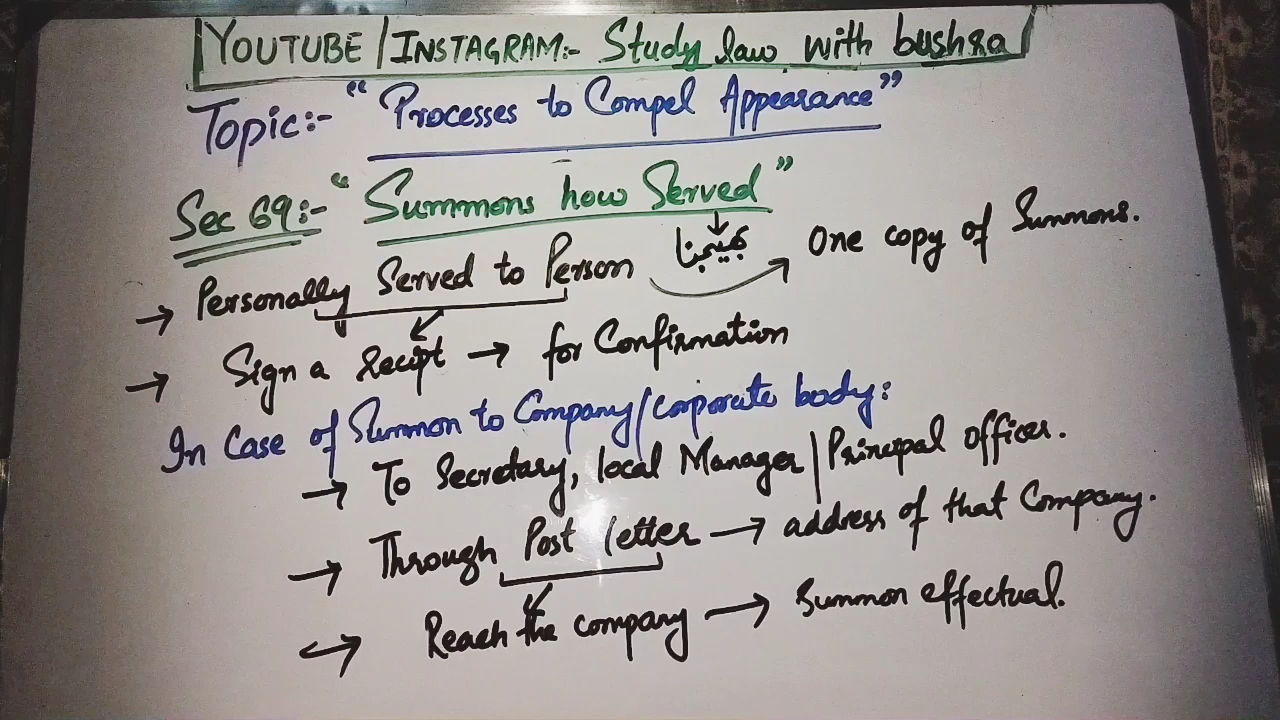 YOUTUBE/INSTAGRAM:- Study law with bushra
Topic:- "Processes to Compel Appearance"
Sec 69:- "Summons how Served"
→ Personally Served to Person بھیجنا → One copy of Summons.
→ Sign a recipt → for Confirmation
In Case of Summon to Company/corporate body:
→ To Secretary, local Manager/Principal officer.
→ Through Post letter → address of that Company.
→ Reach the company → Summon effectual.